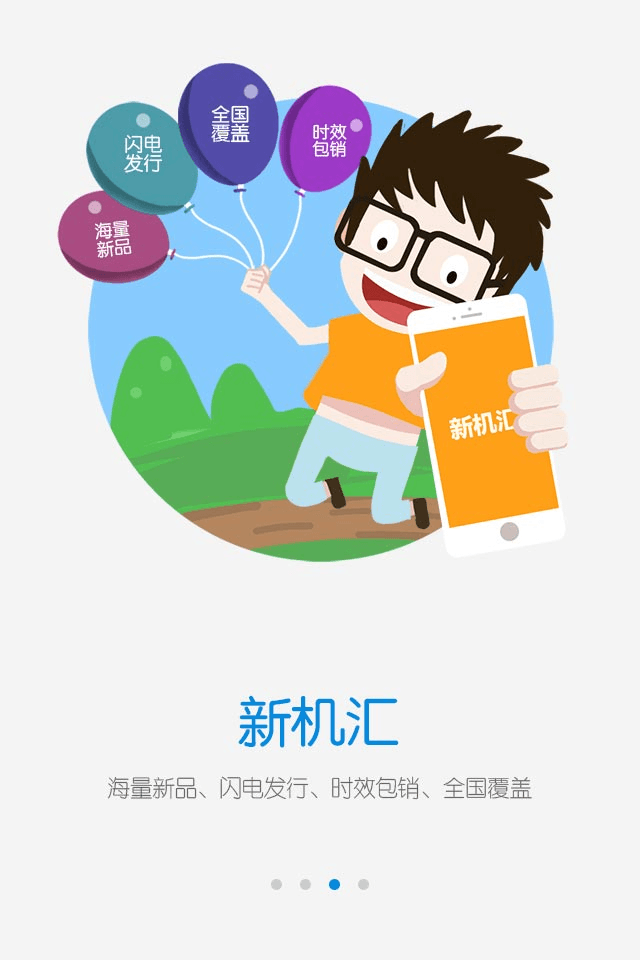 全国
覆盖
时效
包销
闪电
发行
海量
新品
新机汇
新机汇
海量新品、闪电发行、时效包销、全国覆盖